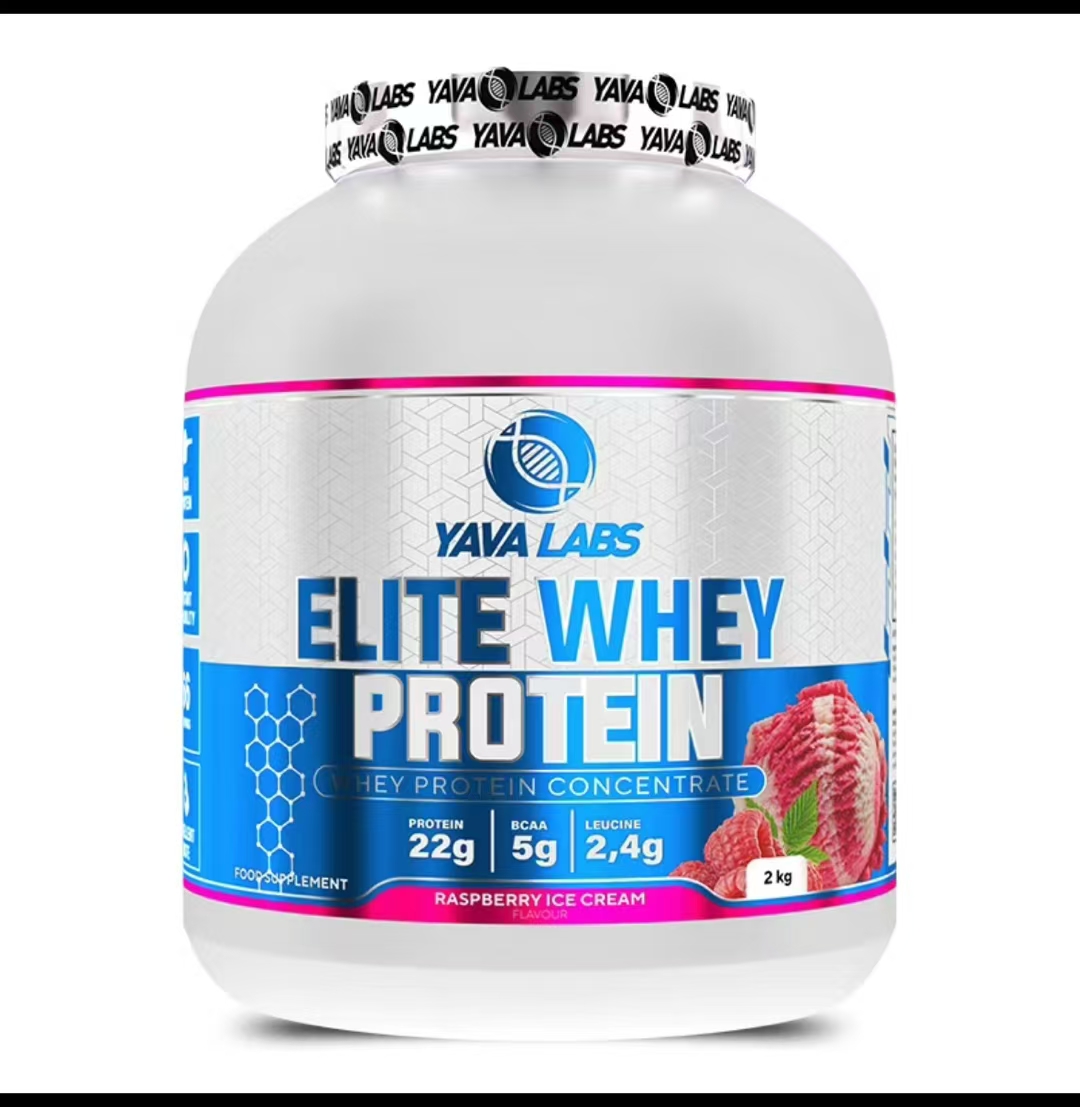 YAVA LABS YAVA LABS YAVA
YAVA LABS YAVA LABS YAVA LABS
YAVA LABS
ELITE WHEY
PROTEIN
WHEY PROTEIN CONCENTRATE
PROTEIN BCAA LEUCINE
22g 5g 2,4g
FOOD SUPPLEMENT
2 kg
RASPBERRY ICE CREAM
FLAVOUR